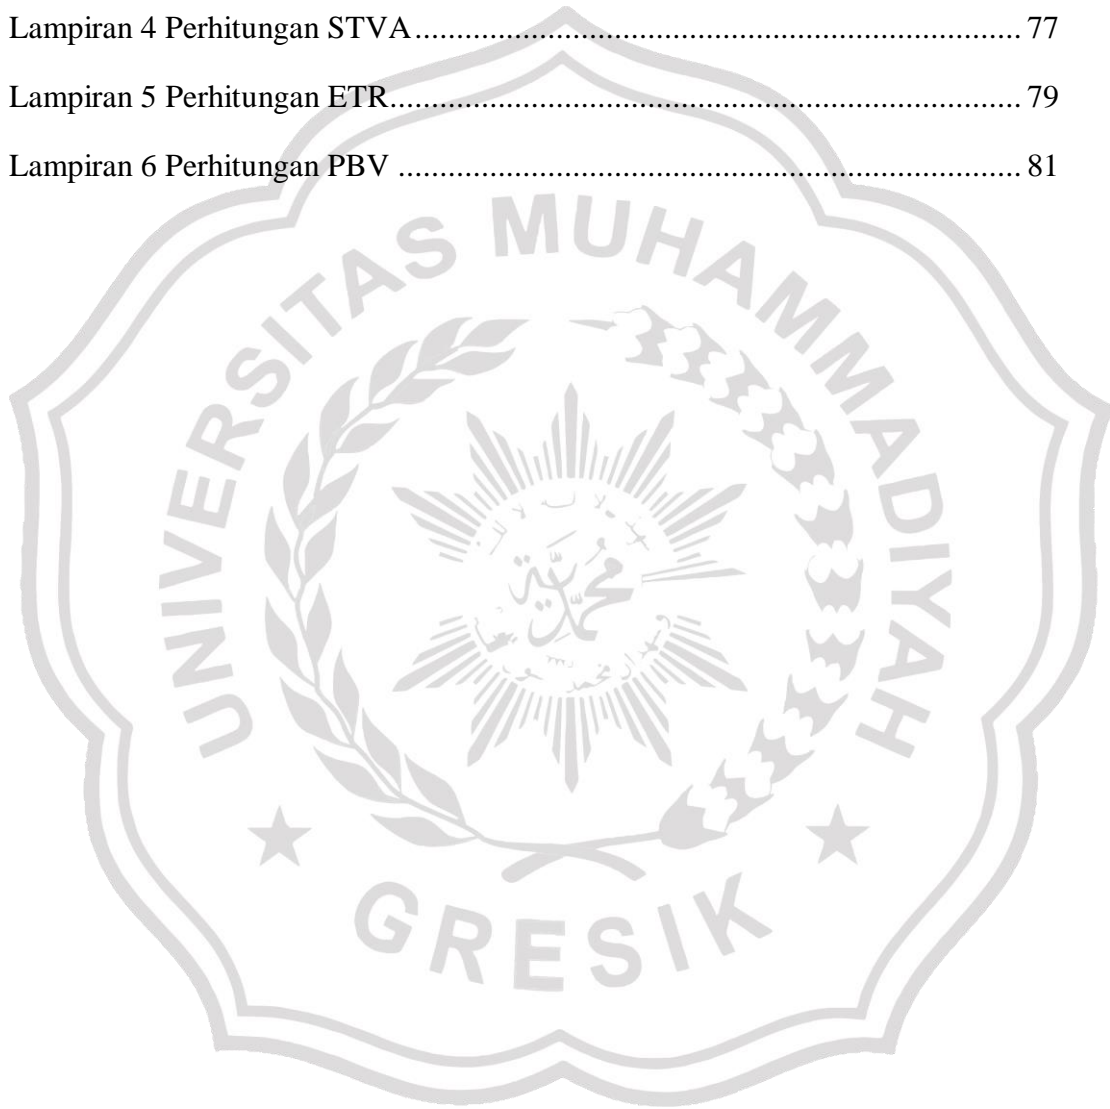 Lampiran 4 Perhitungan STVA........................................................................... 77
Lampiran 5 Perhitungan ETR.............................................................................. 79
Lampiran 6 Perhitungan PBV ............................................................................. 81
UNIVERSITAS MUHAMMADIYAH
GRESIK